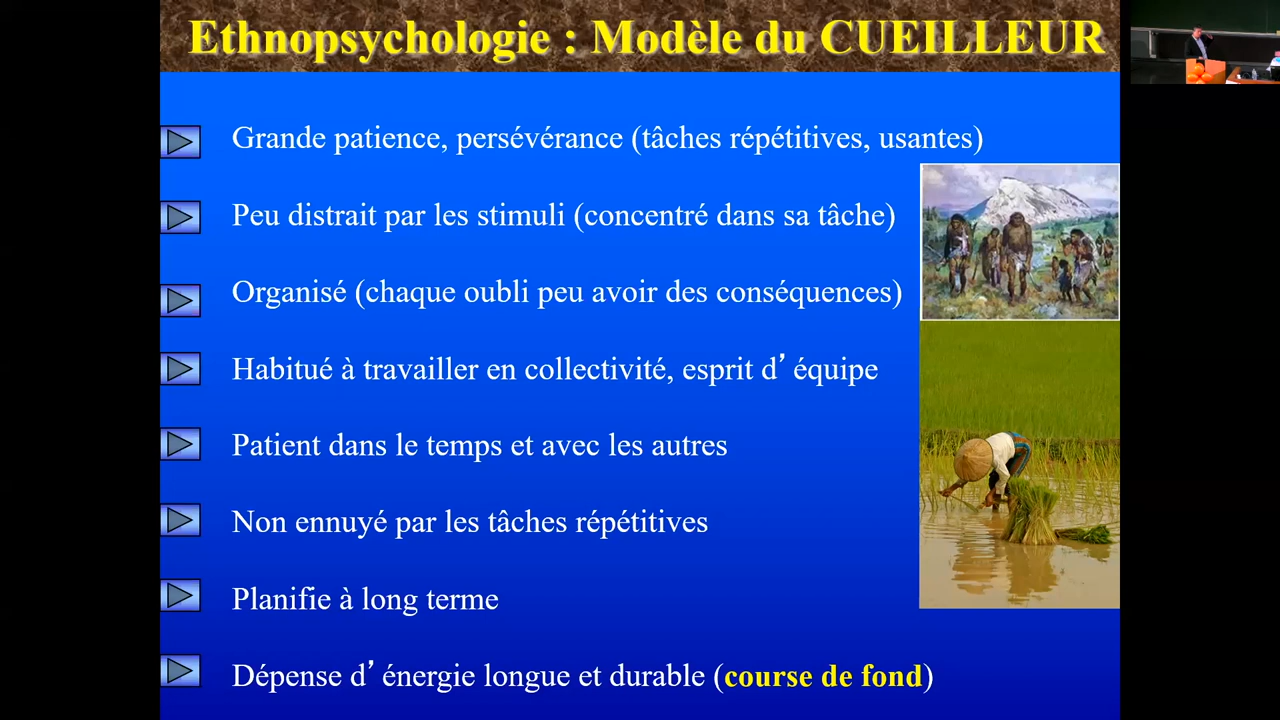 Ethnopsychologie : Modèle du CUEILLEUR
Grande patience, persévérance (tâches répétitives, usantes)
Peu distrait par les stimuli (concentré dans sa tâche)
Organisé (chaque oubli peu avoir des conséquences)
Habitué à travailler en collectivité, esprit d’ équipe
Patient dans le temps et avec les autres
Non ennuyé par les tâches répétitives
Planifie à long terme
Dépense d’ énergie longue et durable (course de fond)